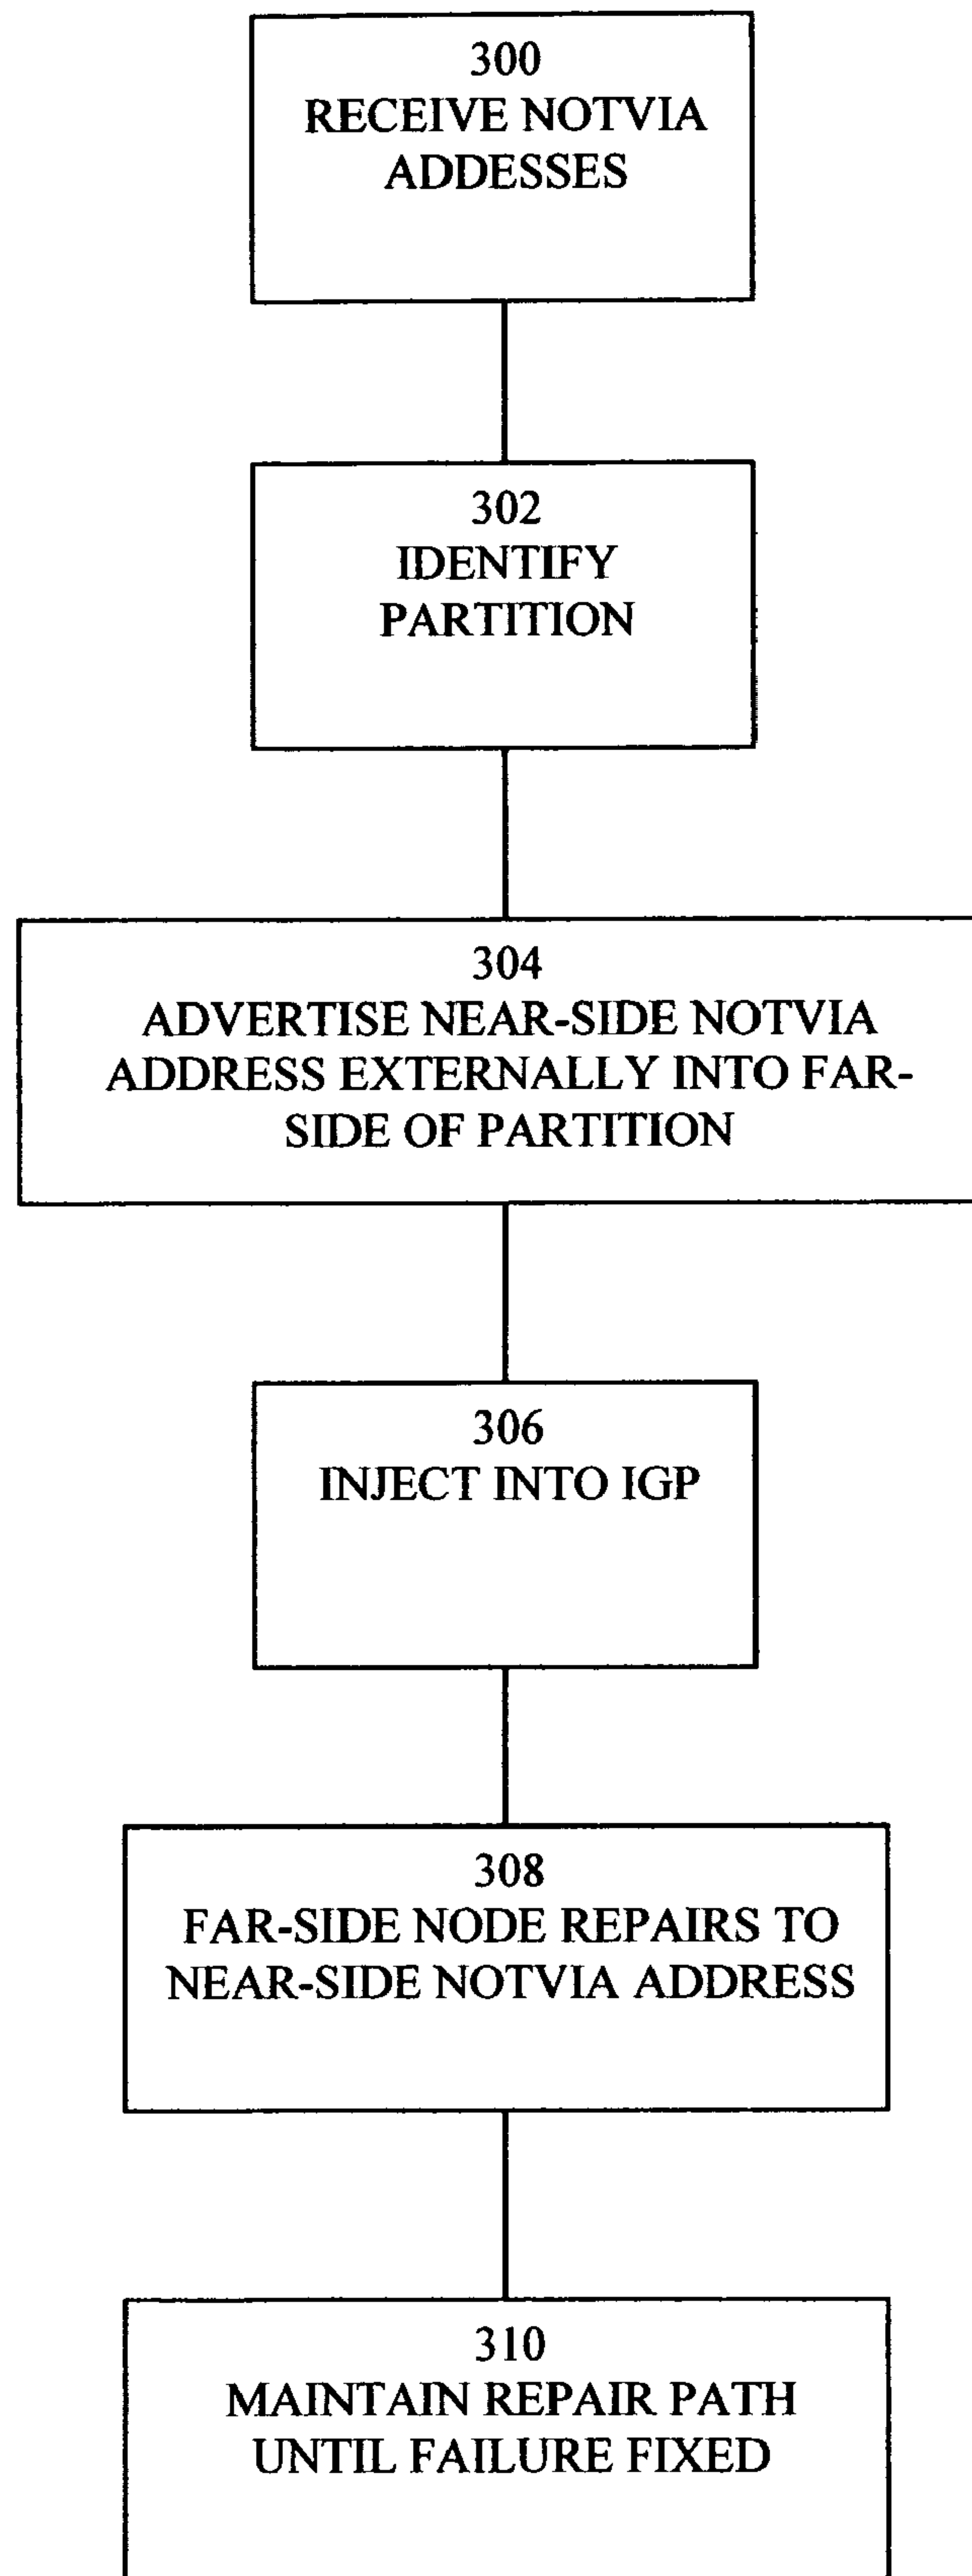 300
RECEIVE NOTVIA
ADDESSES
302
IDENTIFY
PARTITION
304
ADVERTISE NEAR-SIDE NOTVIA
ADDRESS EXTERNALLY INTO FAR-
SIDE OF PARTITION
306
INJECT INTO IGP
308
FAR-SIDE NODE REPAIRS TO
NEAR-SIDE NOTVIA ADDRESS
310
MAINTAIN REPAIR PATH
UNTIL FAILURE FIXED